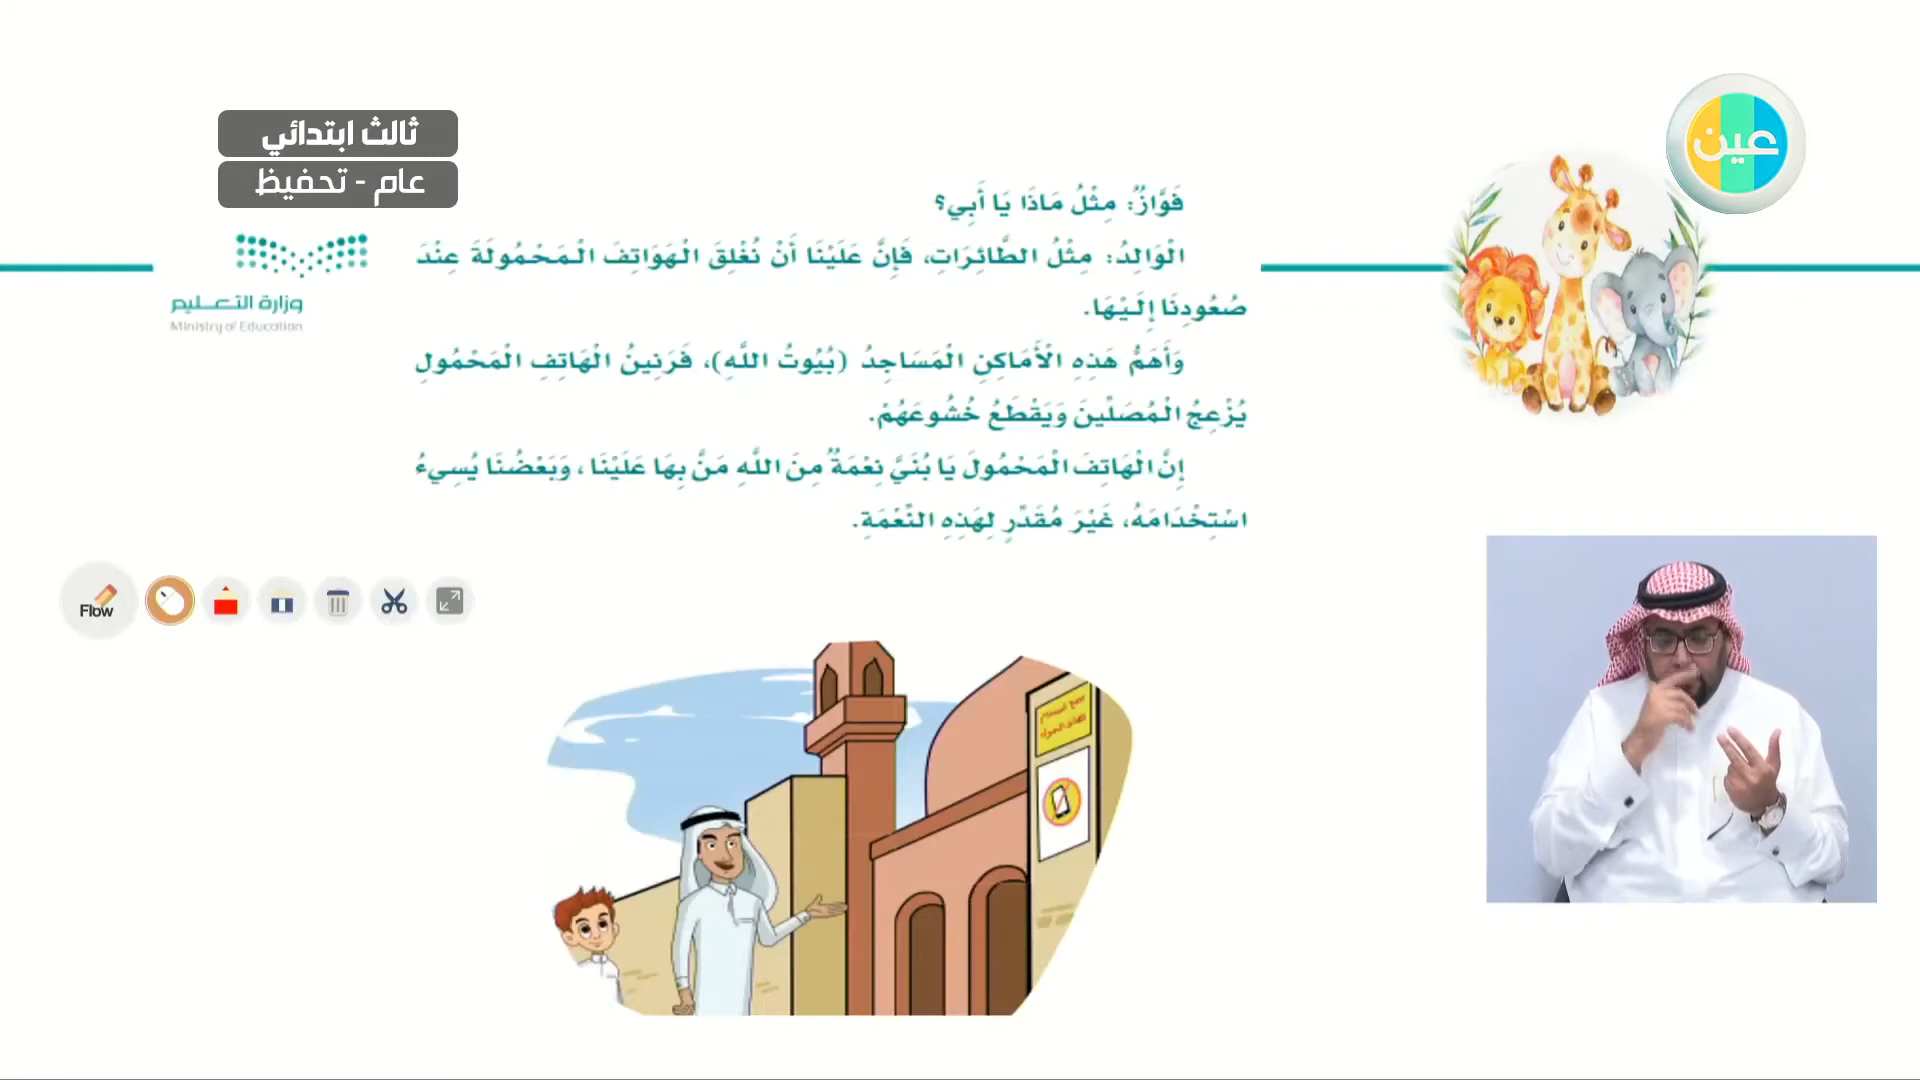 ثالث ابتدائي
عام - تحفيظ
عين
وزارة التعليم
Ministry of Education
فَوَّازٌ: مِثْلُ مَاذَا يَا أَبِي؟
الْوَالِدُ: مِثْلُ الطَّائِرَاتِ، فَإِنَّ عَلَيْنَا أَنْ نُغْلِقَ الْهَوَاتِفَ الْمَحْمُولَةَ عِنْدَ
صُعُودِنَا إِلَيْهَا.
وَأَهَمُّ هَذِهِ الْأَمَاكِنِ الْمَسَاجِدُ (بُيُوتُ اللَّهِ)، فَرَنِينُ الْهَاتِفِ الْمَحْمُولِ
يُزْعِجُ الْمُصَلِّينَ وَيَقْطَعُ خُشُوعَهُمْ.
إِنَّ الْهَاتِفَ الْمَحْمُولَ يَا بُنَيَّ نِعْمَةٌ مِنَ اللَّهِ مَنَّ بِهَا عَلَيْنَا، وَبَعْضُنَا يُسِيءُ
اسْتِخْدَامَهُ، غَيْرَ مُقَدِّرٍ لِهَذِهِ النِّعْمَةِ.
Flow